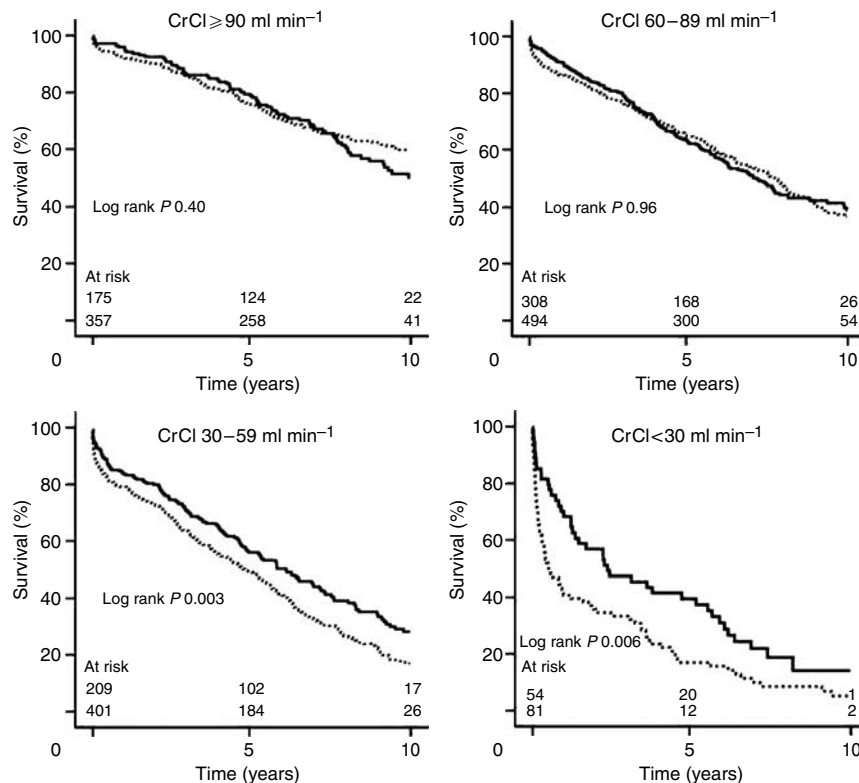 CrCl ⩾ 90 ml min−1
100
80
60
40
20
0
Survival (%)
Log rank P 0.40
At risk
175 124 22
357 258 41
5 10
Time (years)
CrCl 60–89 ml min−1
100
80
60
40
20
0
Survival (%)
Log rank P 0.96
At risk
308 168 26
494 300 54
5 10
Time (years)
CrCl 30–59 ml min−1
100
80
60
40
20
0
Survival (%)
Log rank P 0.003
At risk
209 102 17
401 184 26
5 10
Time (years)
CrCl<30 ml min−1
100
80
60
40
20
0
Survival (%)
Log rank P 0.006
At risk
54 20 1
81 12 2
5 10
Time (years)